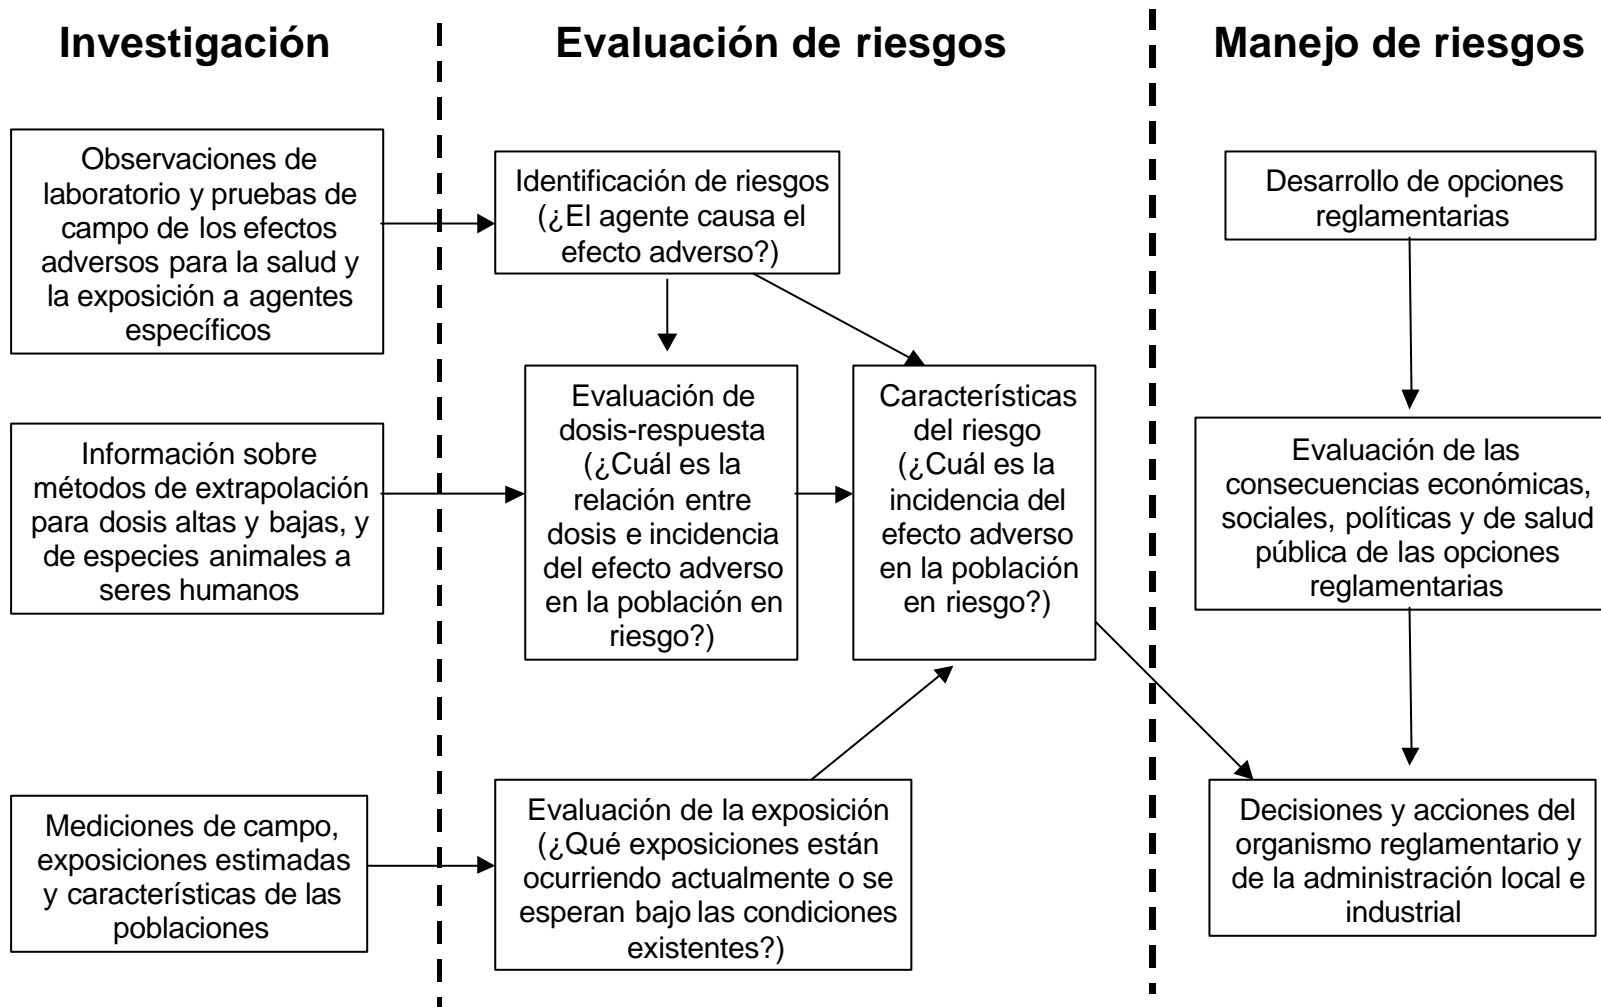 Investigación
Evaluación de riesgos
Manejo de riesgos
Observaciones de
laboratorio y pruebas de
campo de los efectos
adversos para la salud y
la exposición a agentes
específicos
Identificación de riesgos
(¿El agente causa el
efecto adverso?)
Desarrollo de opciones
reglamentarias
Información sobre
métodos de extrapolación
para dosis altas y bajas, y
de especies animales a
seres humanos
Evaluación de
dosis-respuesta
(¿Cuál es la
relación entre
dosis e incidencia
del efecto adverso
en la población en
riesgo?)
Característicias
del riesgo
(¿Cuál es la
incidencia del
efecto adverso
en la población
en riesgo?)
Evaluación de las
consecuencias económicas,
sociales, políticas y de salud
pública de las opciones
reglamentarias
Mediciones de campo,
exposiciones estimadas
y característicias de las
poblaciones
Evaluación de la exposición
(¿Qué exposiciones están
ocurriendo actualmente o se
esperan bajo las condiciones
existentes?)
Decisiones y acciones del
organismo reglamentario y
de la administración local e
industrial